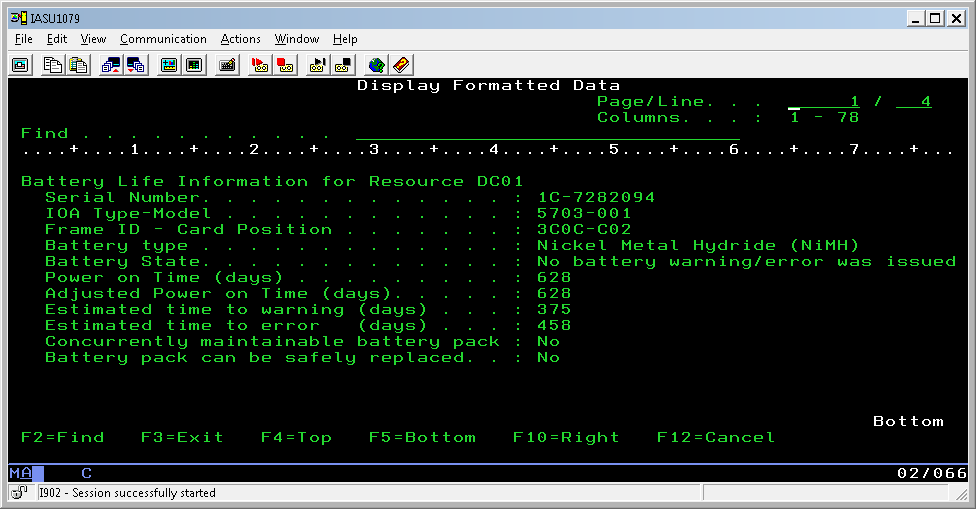 IASU1079
File Edit View Communication Actions Window Help
Display Formatted Data
Page/Line. . . 1 / 4
Columns. . . : 1 - 78
Find . . . . . . . . . . .
....+....1....+....2....+....3....+....4....+....5....+....6....+....7....+...
Battery Life Information for Resource DC01
Serial Number. . . . . . . . . . . . . . : 1C-7282094
IOA Type-Model . . . . . . . . . . . . . : 5703-001
Frame ID - Card Position . . . . . . . . : 3C0C-C02
Battery type . . . . . . . . . . . . . . : Nickel Metal Hydride (NiMH)
Battery State. . . . . . . . . . . . . . : No battery warning/error was issued
Power on Time (days) . . . . . . . . . . : 628
Adjusted Power on Time (days). . . . . . : 628
Estimated time to warning (days) . . . . : 375
Estimated time to error (days) . . . . : 458
Concurrently maintainable battery pack : No
Battery pack can be safely replaced. . : No
Bottom
F2=Find F3=Exit F4=Top F5=Bottom F10=Right F12=Cancel
MA C 02/066
I902 - Session successfully started